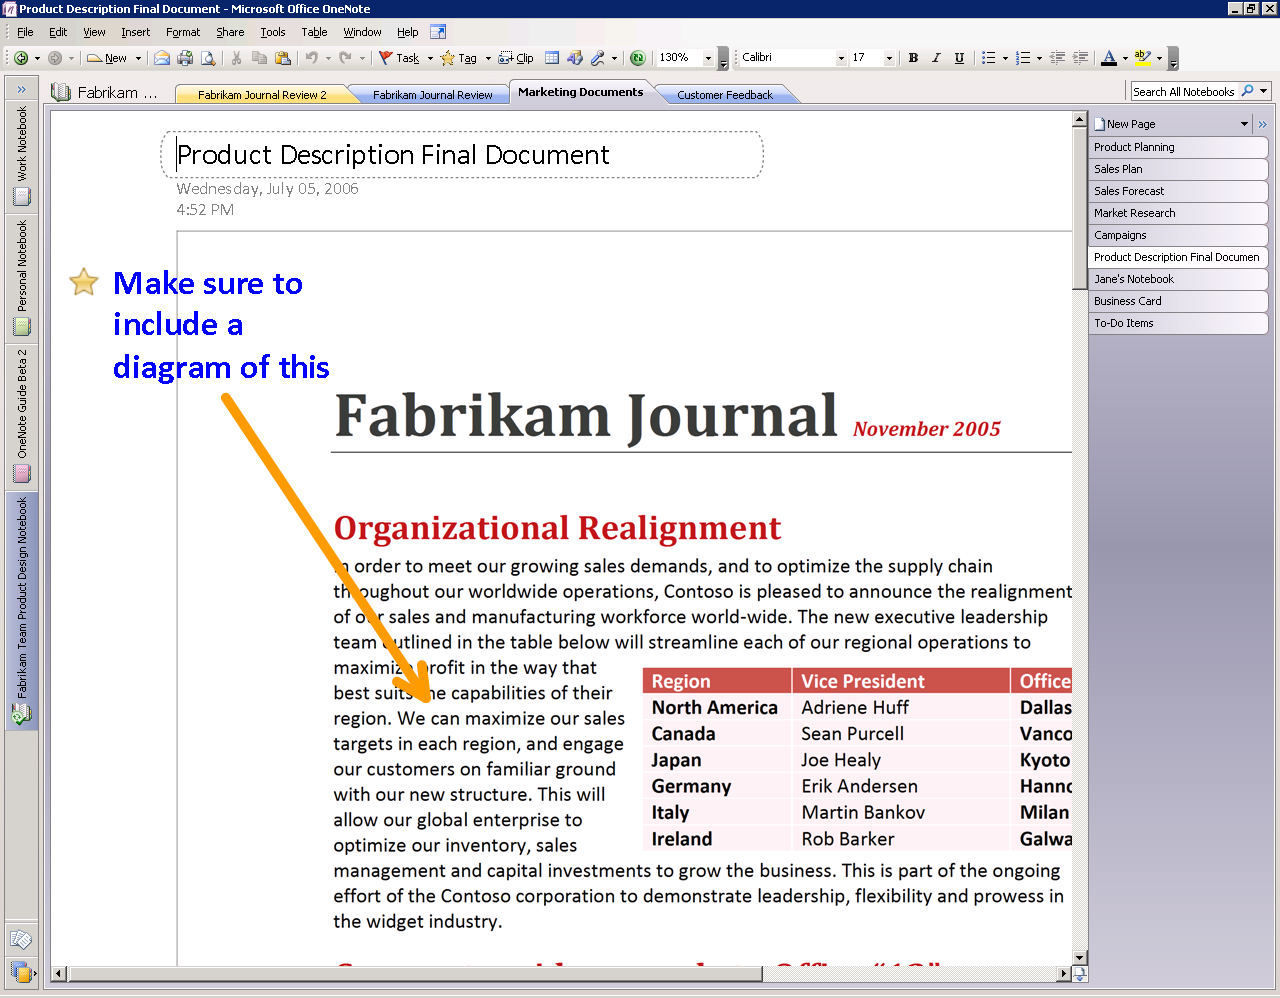 Product Description Final Document - Microsoft Office OneNote
File Edit View Insert Format Share Tools Table Window Help
New Task Tag Clip 130% Calibri 17 B I U A ab
Fabrikam ... Fabrikam Journal Review 2 Fabrikam Journal Review Marketing Documents Customer Feedback Search All Notebooks
Work Notebook
Personal Notebook
OneNote Guide Beta 2
Fabrikam Team Product Design Notebook
Product Description Final Document
Wednesday, July 05, 2006
4:52 PM
Make sure to
include a
diagram of this
Fabrikam Journal November 2005
Organizational Realignment
In order to meet our growing sales demands, and to optimize the supply chain
throughout our worldwide operations, Contoso is pleased to announce the realignment
of our sales and manufacturing workforce world-wide. The new executive leadership
team outlined in the table below will streamline each of our regional operations to
maximize profit in the way that
best suits the capabilities of their
region. We can maximize our sales
targets in each region, and engage
our customers on familiar ground
with our new structure. This will
allow our global enterprise to
optimize our inventory, sales
Region Vice President Office
North America Adriene Huff Dallas
Canada Sean Purcell Vanco
Japan Joe Healy Kyoto
Germany Erik Andersen Hanno
Italy Martin Bankov Milan
Ireland Rob Barker Galwa
management and capital investments to grow the business. This is part of the ongoing
effort of the Contoso corporation to demonstrate leadership, flexibility and prowess in
the widget industry.
New Page
Product Planning
Sales Plan
Sales Forecast
Market Research
Campaigns
Product Description Final Documen
Jane's Notebook
Business Card
To-Do Items